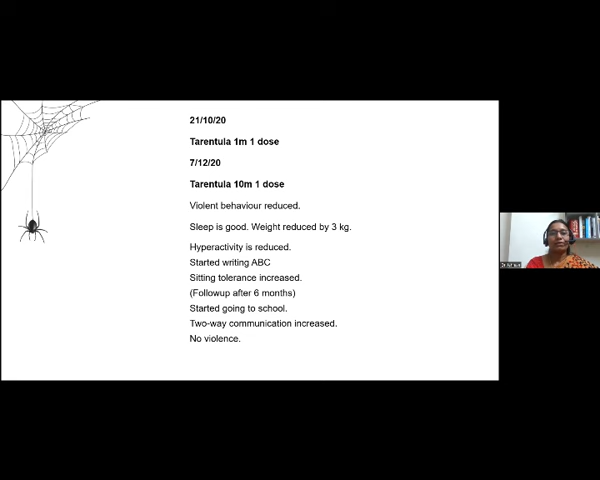 21/10/20
Tarentula 1m 1 dose
7/12/20
Tarentula 10m 1 dose
Violent behaviour reduced.
Sleep is good. Weight reduced by 3 kg.
Hyperactivity is reduced.
Started writing ABC
Sitting tolerance increased.
(Followup after 6 months)
Started going to school.
Two-way communication increased.
No violence.